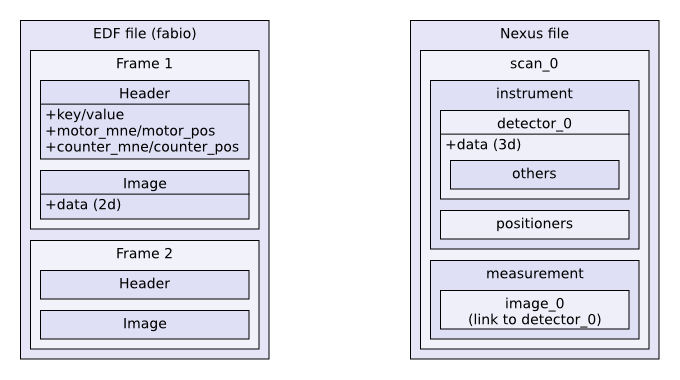 EDF file (fabio)
Frame 1
Header
+key/value
+motor_mne/motor_pos
+counter_mne/counter_pos
Image
+data (2d)
Frame 2
Header
Image
Nexus file
scan_0
instrument
detector_0
+data (3d)
others
positioners
measurement
image_0
(link to detector_0)